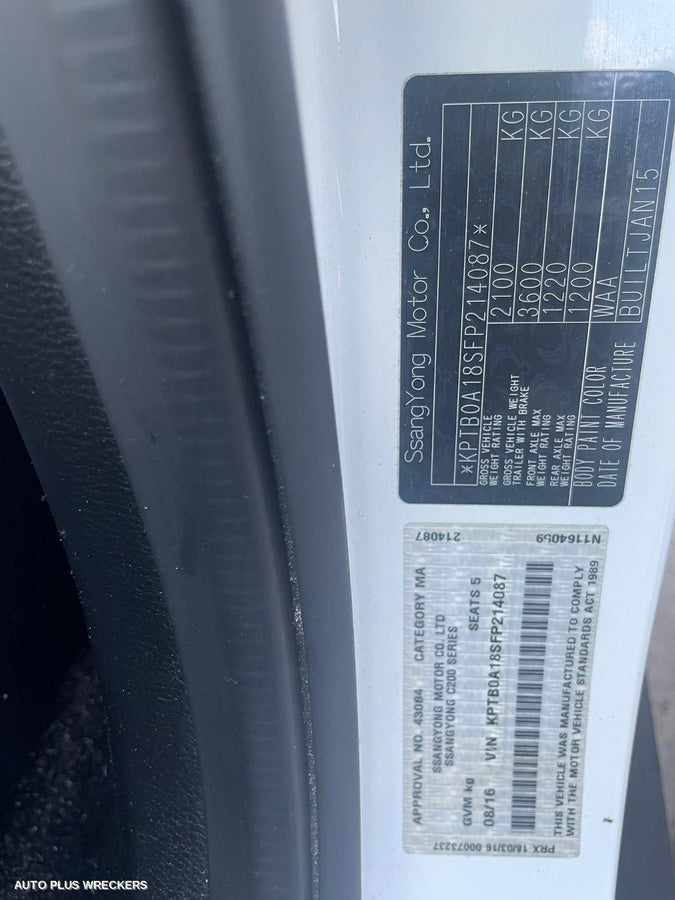 SsangYong Motor Co., Ltd.
*KPTB0A18SFP214087*
GROSS VEHICLE WEIGHT RATING 2100 KG
GROSS VEHICLE WEIGHT TRAILER WITH BRAKE 3600 KG
FRONT AXLE MAX WEIGHT RATING 1220 KG
REAR AXLE MAX WEIGHT RATING 1200 KG
BODY PAINT COLOR WAA
DATE OF MANUFACTURE BUILT JAN15
PRX 18/03/16 00073237
214087
N1164059
APPROVAL NO. 43084 CATEGORY MA
SSANGYONG MOTOR CO. LTD
SSANGYONG C200 SERIES
GVM kg SEATS 5
08/16 VIN KPTB0A18SFP214087
THIS VEHICLE WAS MANUFACTURED TO COMPLY
WITH THE MOTOR VEHICLE STANDARDS ACT 1989
AUTO PLUS WRECKERS